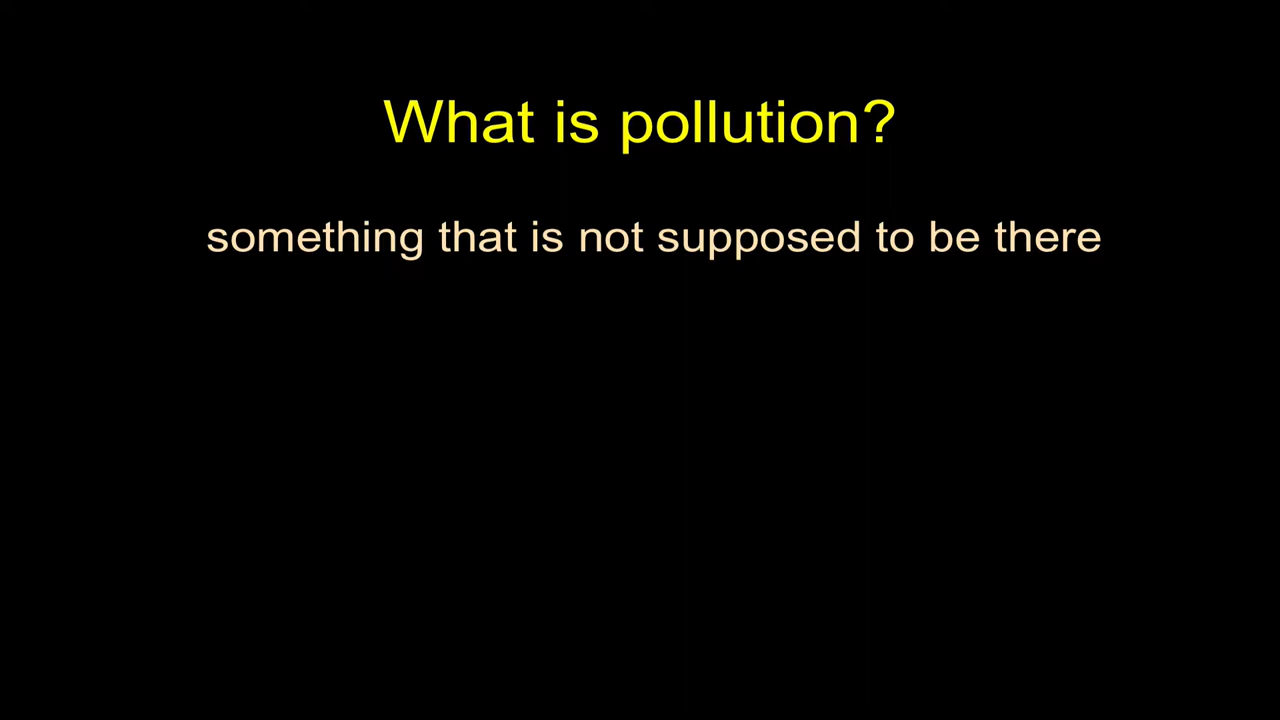 What is pollution?
something that is not supposed to be there